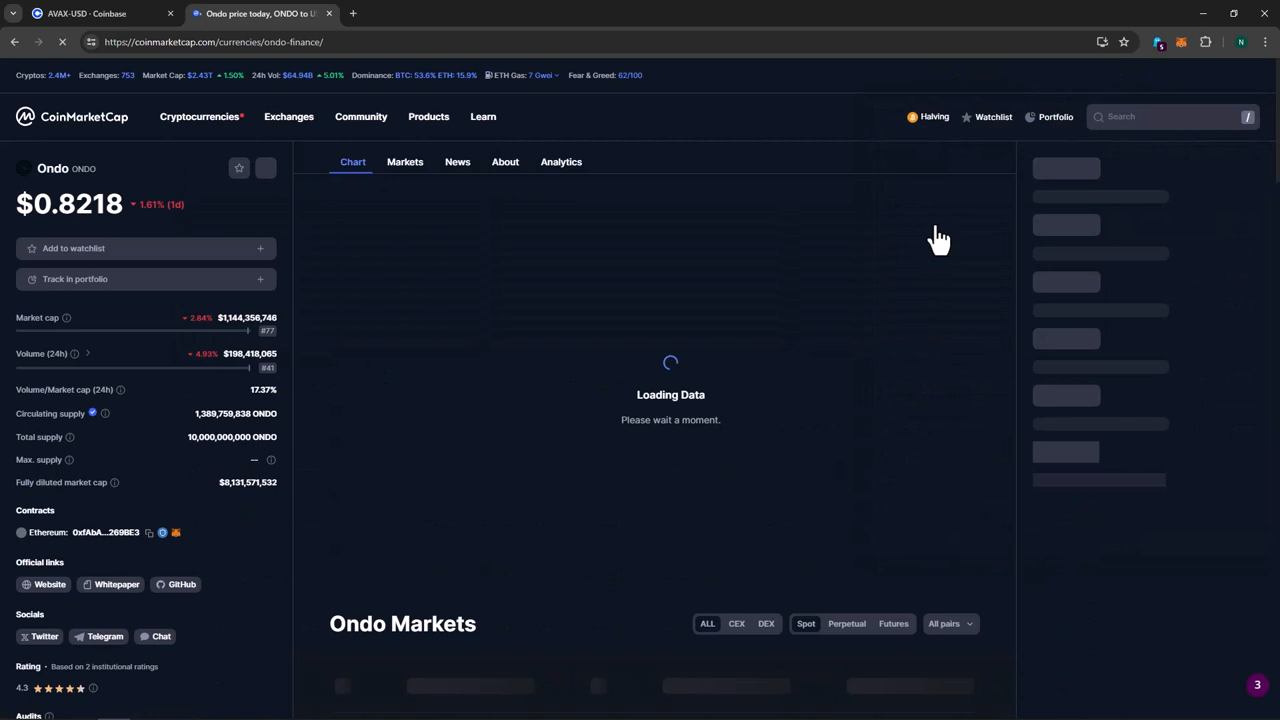 AVAX-USD · Coinbase
Ondo price today, ONDO to U
https://coinmarketcap.com/currencies/ondo-finance/
N
Cryptos: 2.4M+ Exchanges: 753 Market Cap: $2.43T 1.50% 24h Vol: $64.94B 5.01% Dominance: BTC: 53.6% ETH: 15.9% ETH Gas: 7 Gwei Fear & Greed: 62/100
CoinMarketCap Cryptocurrencies Exchanges Community Products Learn Halving Watchlist Portfolio Search /
Ondo ONDO
$0.8218 1.61% (1d)
Add to watchlist +
Track in portfolio +
Market cap 2.84% $1,144,356,746
#77
Volume (24h) 4.93% $198,418,065
#41
Volume/Market cap (24h) 17.37%
Circulating supply 1,389,759,838 ONDO
Total supply 10,000,000,000 ONDO
Max. supply --
Fully diluted market cap $8,131,571,532
Contracts
Ethereum: 0xfAbA...269BE3
Official links
Website Whitepaper GitHub
Socials
Twitter Telegram Chat
Rating · Based on 2 institutional ratings
4.3
Audits
Chart Markets News About Analytics
Loading Data
Please wait a moment.
Ondo Markets ALL CEX DEX Spot Perpetual Futures All pairs
3